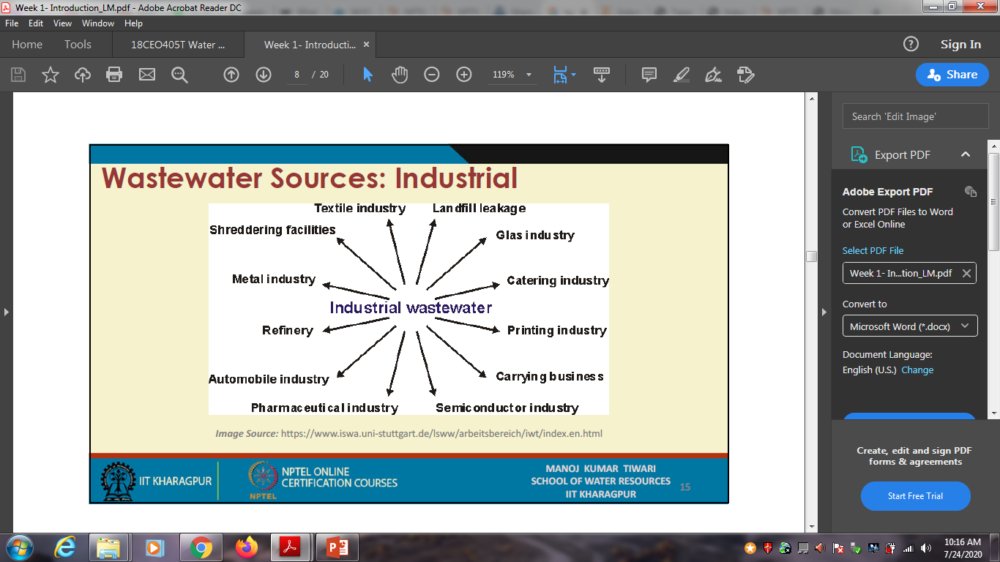 Week 1- Introduction_LM.pdf - Adobe Acrobat Reader DC
File Edit View Window Help
Home Tools 18CEO405T Water ... Week 1- Introducti... × Sign In
8 / 20 119% Share
Search 'Edit Image'
Export PDF
Adobe Export PDF
Convert PDF Files to Word
or Excel Online
Select PDF File
Week 1- In...tion_LM.pdf
Convert to
Microsoft Word (*.docx)
Document Language:
English (U.S.) Change
Create, edit and sign PDF
forms & agreements
Start Free Trial
Wastewater Sources: Industrial
Textile industry Landfill leakage
Shreddering facilities Glas industry
Metal industry Catering industry
Industrial wastewater
Refinery Printing industry
Automobile industry Carrying business
Pharmaceutical industry Semiconductor industry
Image Source: https://www.iswa.uni-stuttgart.de/lsww/arbeitsbereich/iwt/index.en.html
IIT KHARAGPUR
NPTEL
NPTEL ONLINE
CERTIFICATION COURSES
MANOJ KUMAR TIWARI
SCHOOL OF WATER RESOURCES
IIT KHARAGPUR
15
10:16 AM
7/24/2020